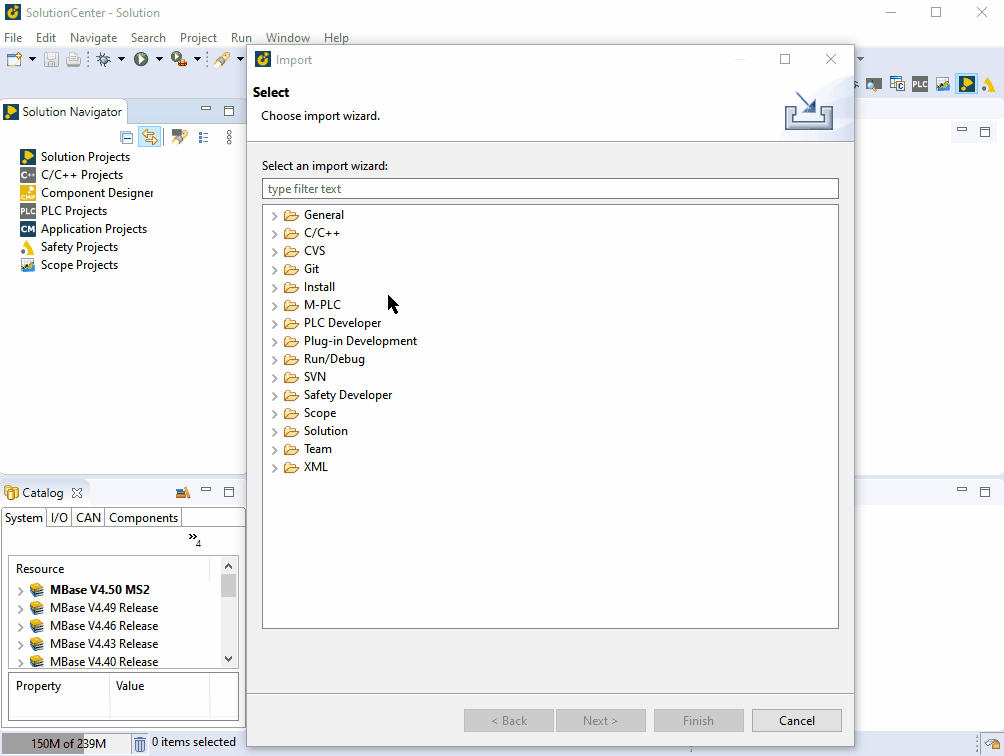 SolutionCenter - Solution
File Edit Navigate Search Project Run Window Help
Import
Select
Choose import wizard.
Select an import wizard:
type filter text
General
C/C++
CVS
Git
Install
M-PLC
PLC Developer
Plug-in Development
Run/Debug
SVN
Safety Developer
Scope
Solution
Team
XML
< Back Next > Finish Cancel
PLC
Solution Navigator
Solution Projects
C++ C/C++ Projects
CMP Component Designer
PLC PLC Projects
CM Application Projects
Safety Projects
Scope Projects
Catalog
System I/O CAN Components
»4
Resource
MBase V4.50 MS2
MBase V4.49 Release
MBase V4.46 Release
MBase V4.43 Release
MBase V4.40 Release
Property Value
150M of 239M 0 items selected